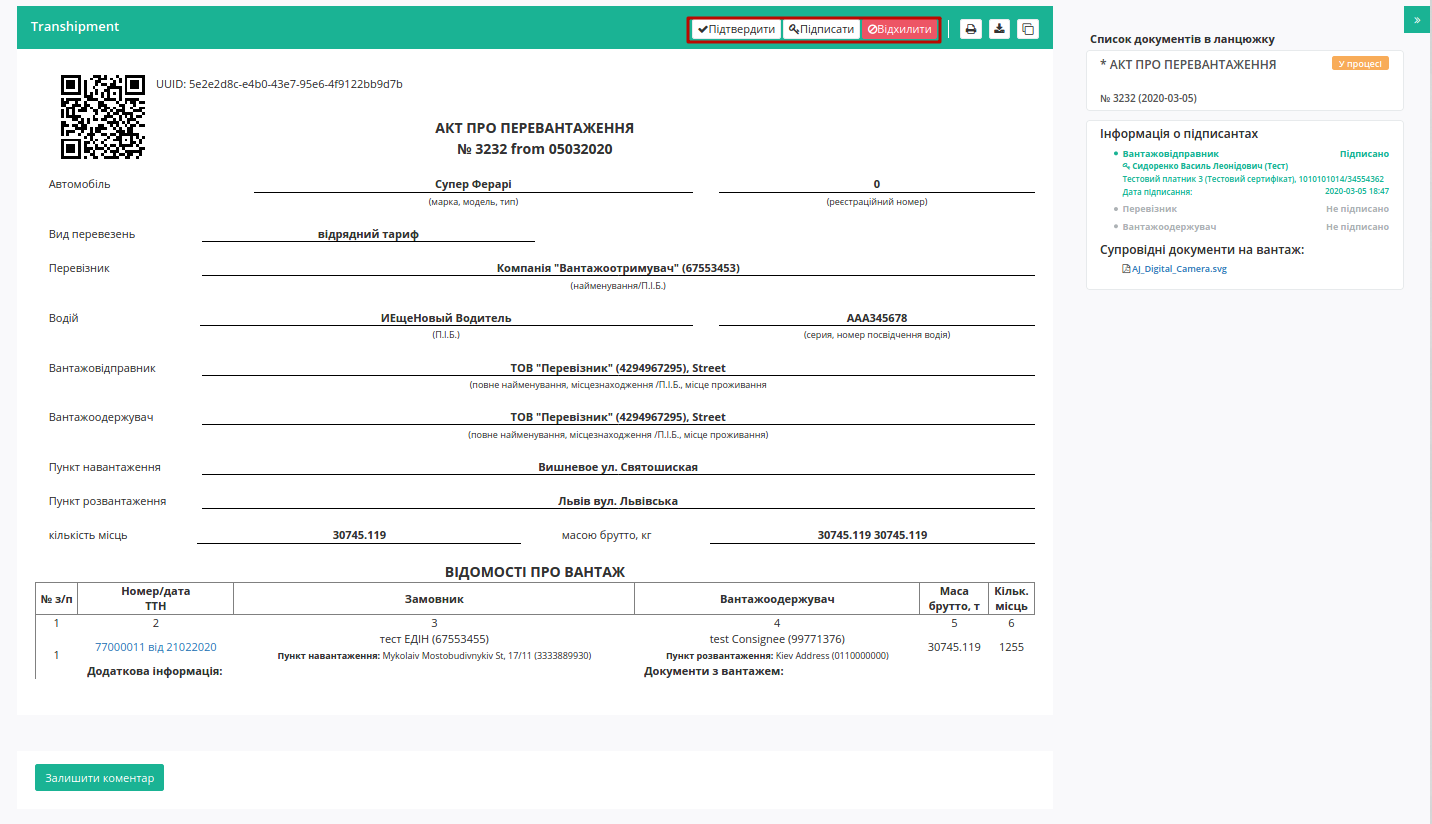 Transhipment
Підтвердити Підписати Відхилити
»
UUID: 5e2e2d8c-e4b0-43e7-95e6-4f9122bb9d7b
АКТ ПРО ПЕРЕВАНТАЖЕННЯ
№ 3232 from 05032020
Автомобіль Супер Ферарі 0
(марка, модель, тип) (реєстраційний номер)
Вид перевезень відрядний тариф
Перевізник Компанія "Вантажоотримувач" (67553453)
(найменування/П.І.Б.)
Водій ИЕщеНовый Водитель ААА345678
(П.І.Б.) (серия, номер посвідчення водія)
Вантажовідправник ТОВ "Перевізник" (4294967295), Street
(повне найменування, місцезнаходження /П.І.Б., місце проживання
Вантажоодержувач ТОВ "Перевізник" (4294967295), Street
(повне найменування, місцезнаходження /П.І.Б., місце проживання)
Пункт навантаження Вишневое ул. Святошиская
Пункт розвантаження Львів вул. Львівська
кількість місць 30745.119 масою брутто, кг 30745.119 30745.119
ВІДОМОСТІ ПРО ВАНТАЖ
№ з/п Номер/дата ТТН Замовник Вантажоодержувач Маса брутто, т Кільк. місць
1 2 3 4 5 6
1 77000011 від 21022020 тест ЕДІН (67553455) test Consignee (99771376) 30745.119 1255
Пункт навантаження: Mykolaiv Mostobudivnykiv St, 17/11 (3333889930) Пункт розвантаження: Kiev Address (0110000000)
Додаткова інформація: Документи з вантажем:
Залишити коментар
Список документів в ланцюжку
* АКТ ПРО ПЕРЕВАНТАЖЕННЯ У процесі
№ 3232 (2020-03-05)
Інформація о підписантах
Вантажовідправник Підписано
Сидоренко Василь Леонідович (Тест)
Тестовий платник 3 (Тестовий сертифікат), 1010101014/34554362
Дата підписання: 2020-03-05 18:47
Перевізник Не підписано
Вантажоодержувач Не підписано
Супровідні документи на вантаж:
AJ_Digital_Camera.svg